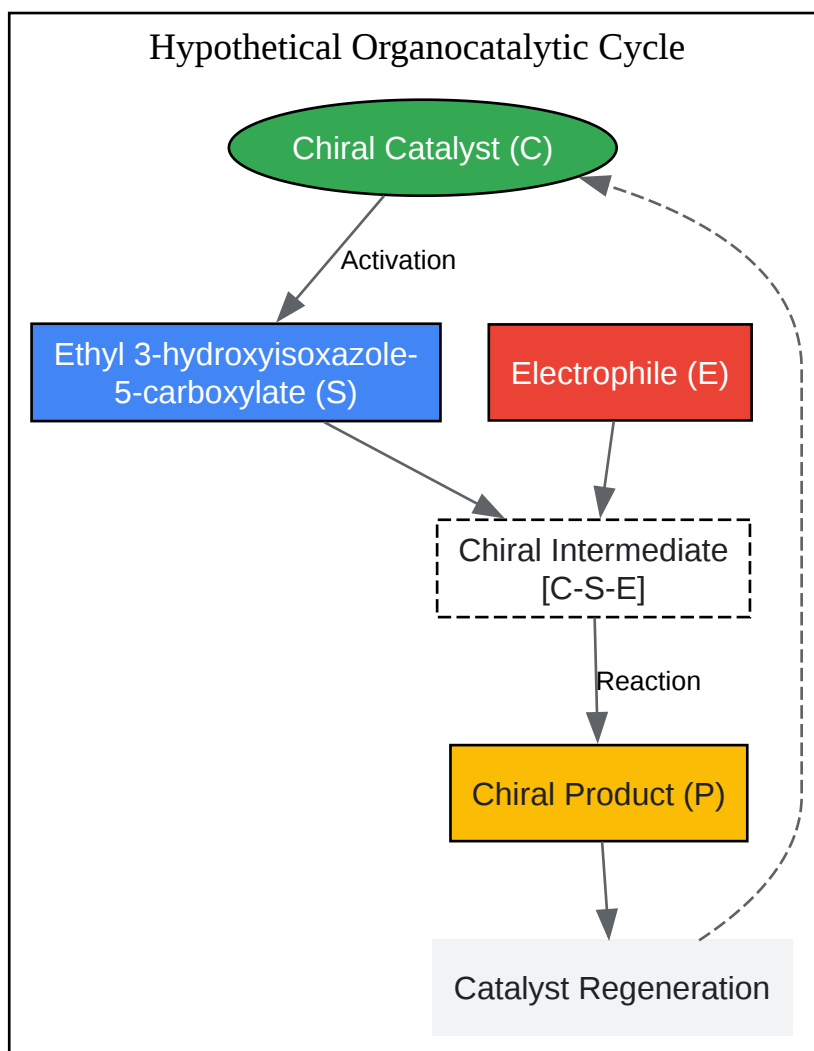 Hypothetical Organocatalytic Cycle
Chiral Catalyst (C)
Activation
Ethyl 3-hydroxyisoxazole-
5-carboxylate (S)
Electrophile (E)
Chiral Intermediate
[C-S-E]
Reaction
Chiral Product (P)
Catalyst Regeneration